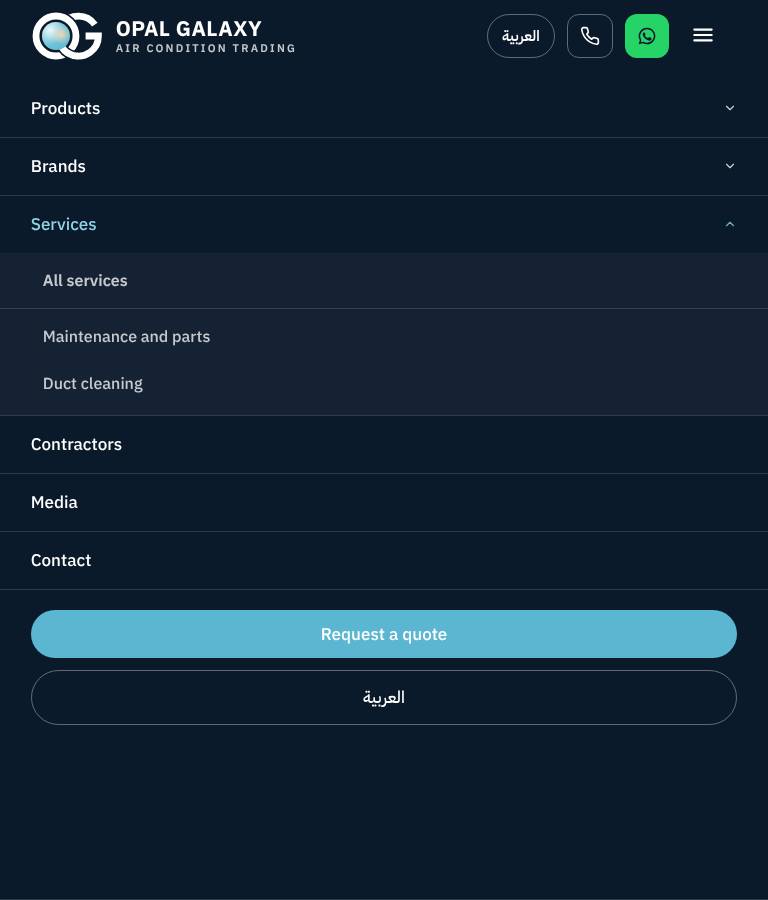 OPAL GALAXY
AIR CONDITION TRADING
العربية
Products
Brands
Services
All services
Maintenance and parts
Duct cleaning
Contractors
Media
Contact
Request a quote
العربية